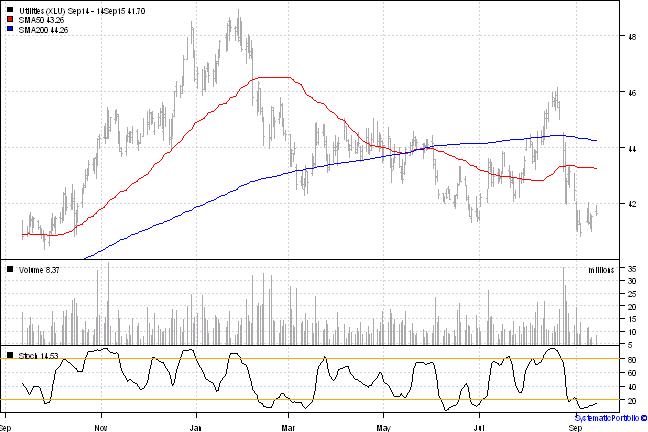 Utilities (XLU) Sep14 - 14Sep15 41.70
SMA50 43.26
SMA200 44.26
48
46
44
42
Volume 8.37
millions
35
30
25
20
15
10
5
Stoch 14.53
80
60
40
20
Sep
Nov
Jan
Mar
May
Jul
Sep
SystematicPortfolio ©